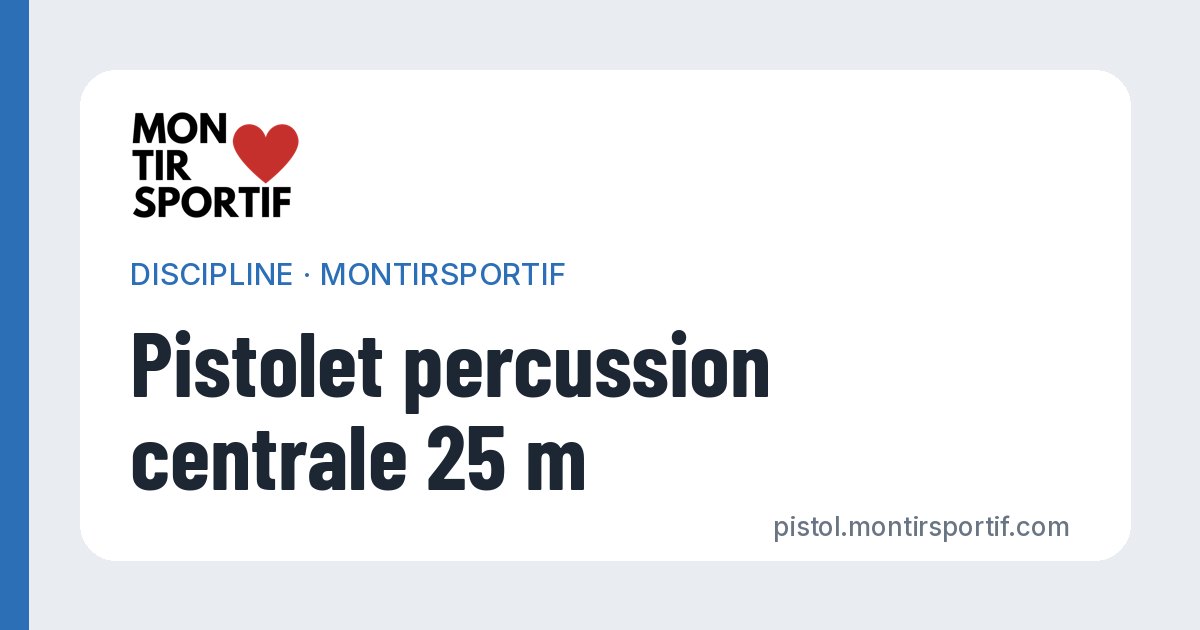 MON
TIR
SPORTIF
DISCIPLINE · MONTIRSPORTIF
Pistolet percussion
centrale 25 m
pistol.montirsportif.com